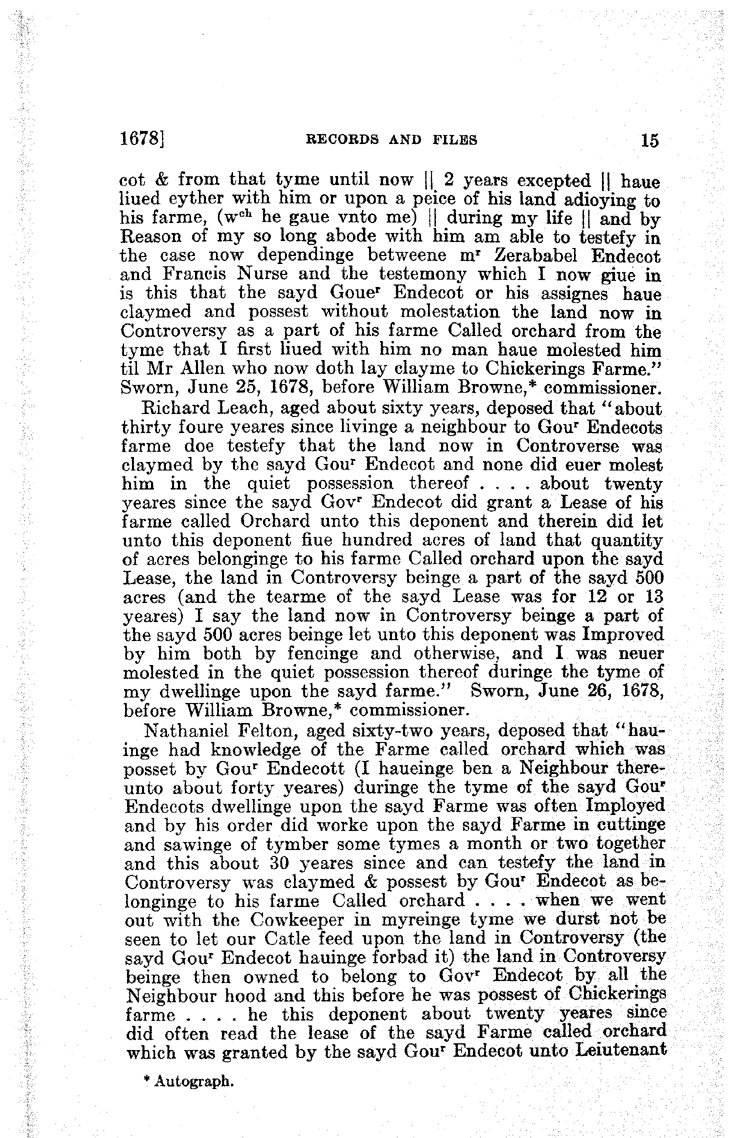 1678] RECORDS AND FILES 15
cot & from that tyme until now || 2 years excepted || haue
liued eyther with him or upon a peice of his land adioying to
his farme, (wᶜʰ he gaue vnto me) || during my life || and by
Reason of my so long abode with him am able to testefy in
the case now dependinge betweene mʳ Zerababel Endecot
and Francis Nurse and the testemony which I now giue in
is this that the sayd Goueʳ Endecot or his assignes haue
claymed and possest without molestation the land now in
Controversy as a part of his farme Called orchard from the
tyme that I first liued with him no man haue molested him
til Mr Allen who now doth lay clayme to Chickerings Farme.”
Sworn, June 25, 1678, before William Browne,* commissioner.
Richard Leach, aged about sixty years, deposed that “about
thirty foure yeares since livinge a neighbour to Gouʳ Endecots
farme doe testefy that the land now in Controverse was
claymed by the sayd Gouʳ Endecot and none did euer molest
him in the quiet possession thereof . . . . about twenty
yeares since the sayd Govʳ Endecot did grant a Lease of his
farme called Orchard unto this deponent and therein did let
unto this deponent fiue hundred acres of land that quantity
of acres belonginge to his farme Called orchard upon the sayd
Lease, the land in Controversy beinge a part of the sayd 500
acres (and the tearme of the sayd Lease was for 12 or 13
yeares) I say the land now in Controversy beinge a part of
the sayd 500 acres beinge let unto this deponent was Improved
by him both by fencinge and otherwise, and I was neuer
molested in the quiet possession thereof duringe the tyme of
my dwellinge upon the sayd farme.” Sworn, June 26, 1678,
before William Browne,* commissioner.
Nathaniel Felton, aged sixty-two years, deposed that “hau-
inge had knowledge of the Farme called orchard which was
posset by Gouʳ Endecott (I haueinge ben a Neighbour there-
unto about forty yeares) duringe the tyme of the sayd Gouʳ
Endecots dwellinge upon the sayd Farme was often Imployed
and by his order did worke upon the sayd Farme in cuttinge
and sawinge of tymber some tymes a month or two together
and this about 30 yeares since and can testefy the land in
Controversy was claymed & possest by Gouʳ Endecot as be-
longinge to his farme Called orchard . . . . when we went
out with the Cowkeeper in myreinge tyme we durst not be
seen to let our Catle feed upon the land in Controversy (the
sayd Gouʳ Endecot hauinge forbad it) the land in Controversy
beinge then owned to belong to Govʳ Endecot by all the
Neighbour hood and this before he was possest of Chickerings
farme . . . . he this deponent about twenty yeares since
did often read the lease of the sayd Farme called orchard
which was granted by the sayd Gouʳ Endecot unto Leiutenant
* Autograph.